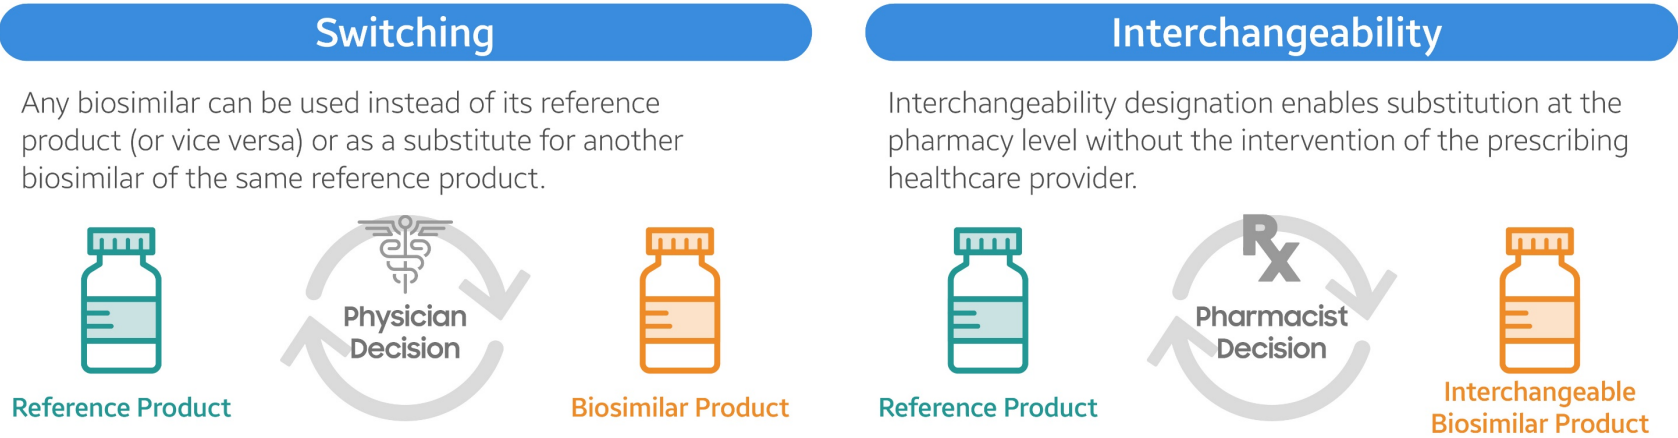 Switching
Any biosimilar can be used instead of its reference
product (or vice versa) or as a substitute for another
biosimilar of the same reference product.
Physician
Decision
Reference Product
Biosimilar Product
Interchangeability
Interchangeability designation enables substitution at the
pharmacy level without the intervention of the prescribing
healthcare provider.
Rx
Pharmacist
Decision
Reference Product
Interchangeable
Biosimilar Product